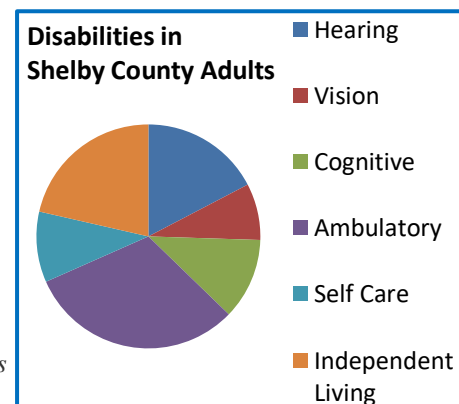 Disabilities in
Shelby County Adults
Hearing
Vision
Cognitive
Ambulatory
Self Care
Independent
Living
s